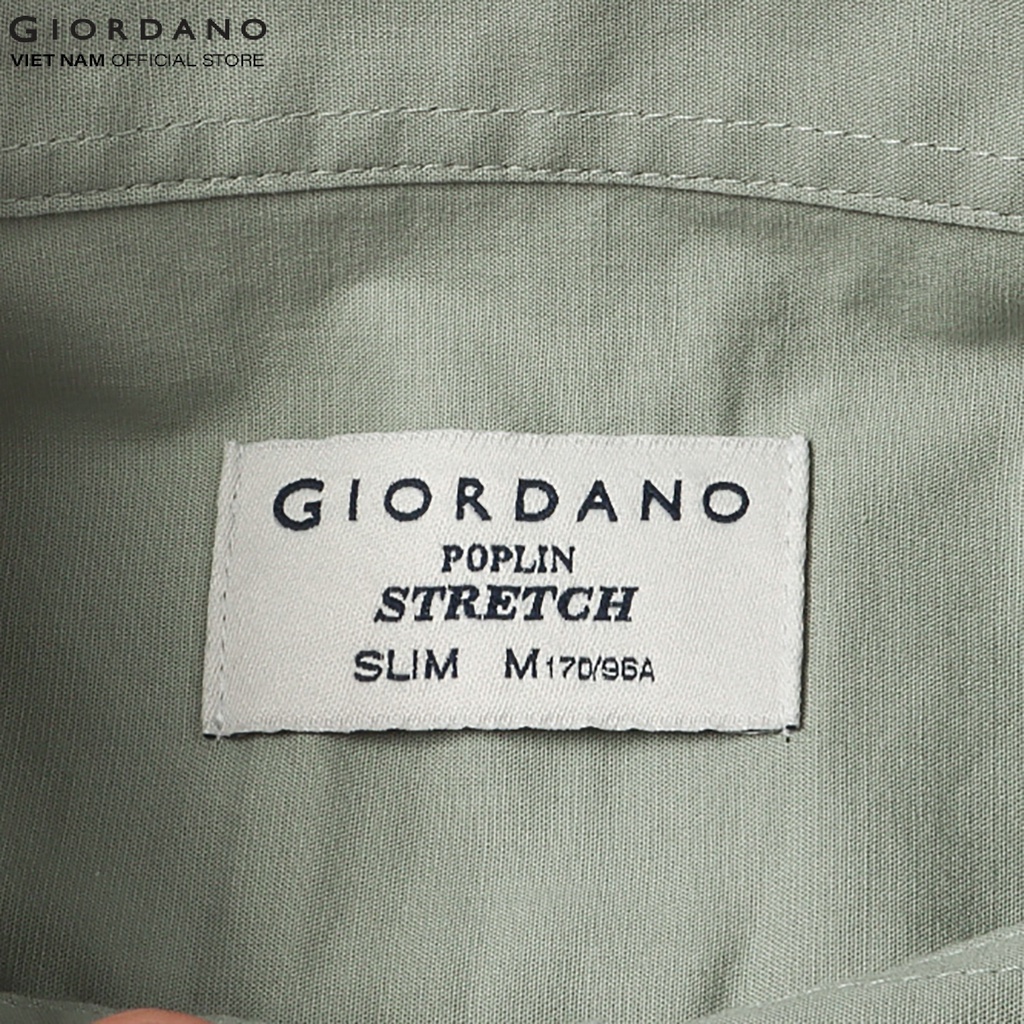 GIORDANO
VIET NAM OFFICIAL STORE
GIORDANO
POPLIN
STRETCH
SLIM M 170/96A